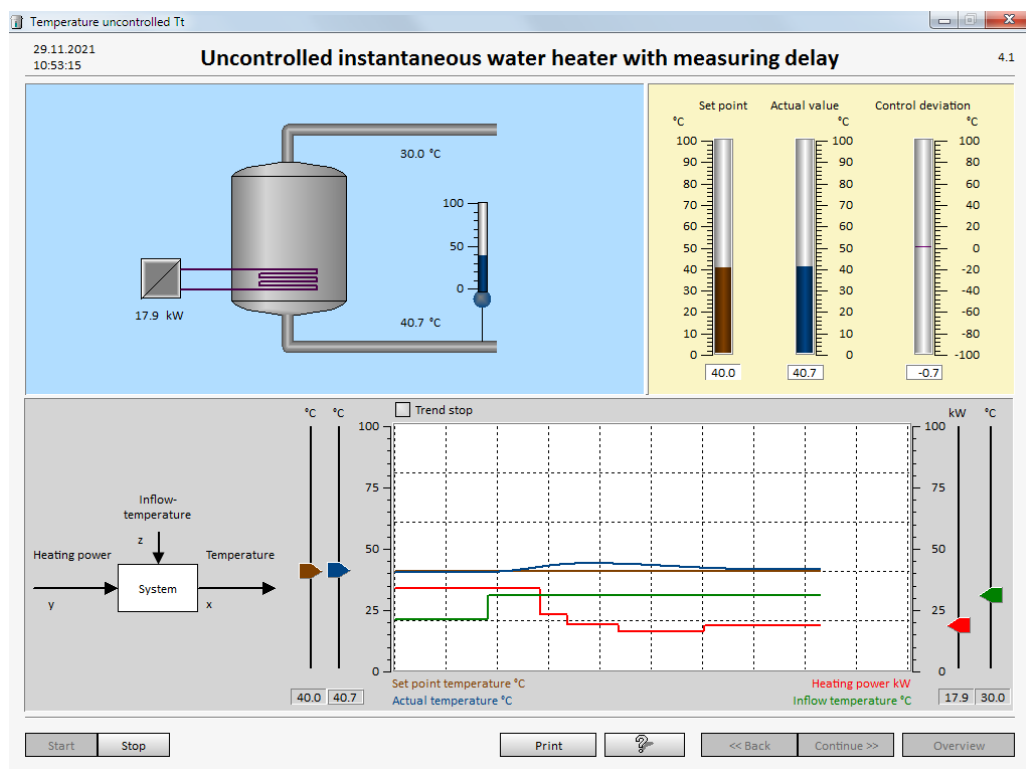 Temperature uncontrolled Tt
29.11.2021
10:53:15
Uncontrolled instantaneous water heater with measuring delay
4.1
30.0 °C
100
50
0
17.9 kW
40.7 °C
Set point Actual value Control deviation
°C °C °C
100 100 100
90 90 80
80 80 60
70 70 40
60 60 20
50 50 0
40 40 -20
30 30 -40
20 20 -60
10 10 -80
0 0 -100
40.0 40.7 -0.7
°C °C Trend stop kW °C
100 100
75 75
50 50
25 25
0 0
Inflow-
temperature
z
Heating power Temperature
System
y x
Set point temperature °C Heating power kW
40.0 40.7 Actual temperature °C Inflow temperature °C 17.9 30.0
Start Stop Print ? << Back Continue >> Overview